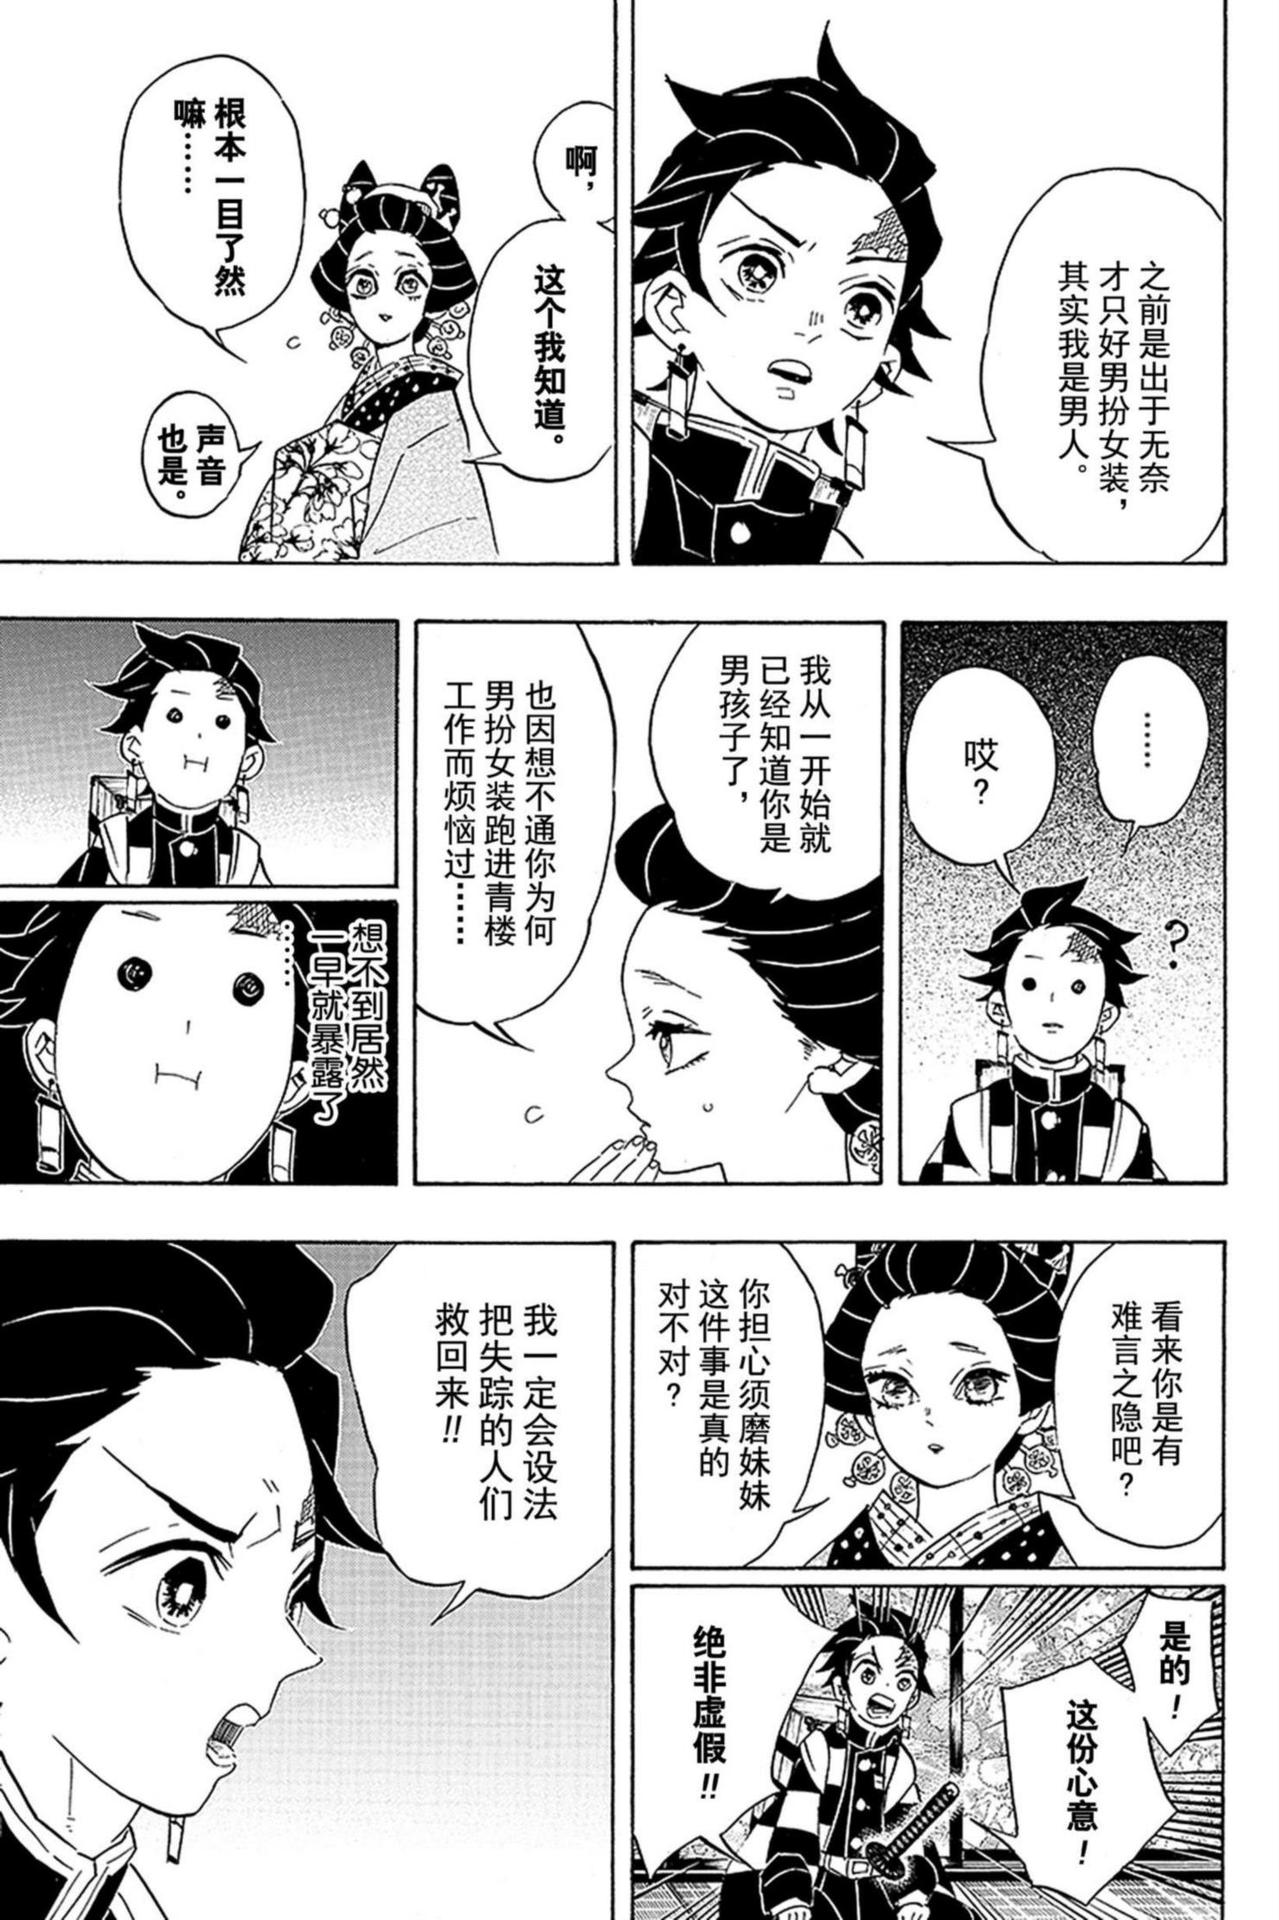 之前是出于无奈
才只好男扮女装，
其实我是男人。
啊，
这个我知道。
根本一目了然
嘛……
声音
也是。
……
哎？
？
我从一开始就
已经知道你是
男孩子了，
也因想不通你为何
男扮女装跑进青楼
工作而烦恼过……
想不到居然
一早就暴露了
……
看来你是有
难言之隐吧？
你担心须磨妹妹
这件事是真的
对不对？
是的！
这份心意！
绝非虚假！！
我一定会设法
把失踪的人们
救回来！！